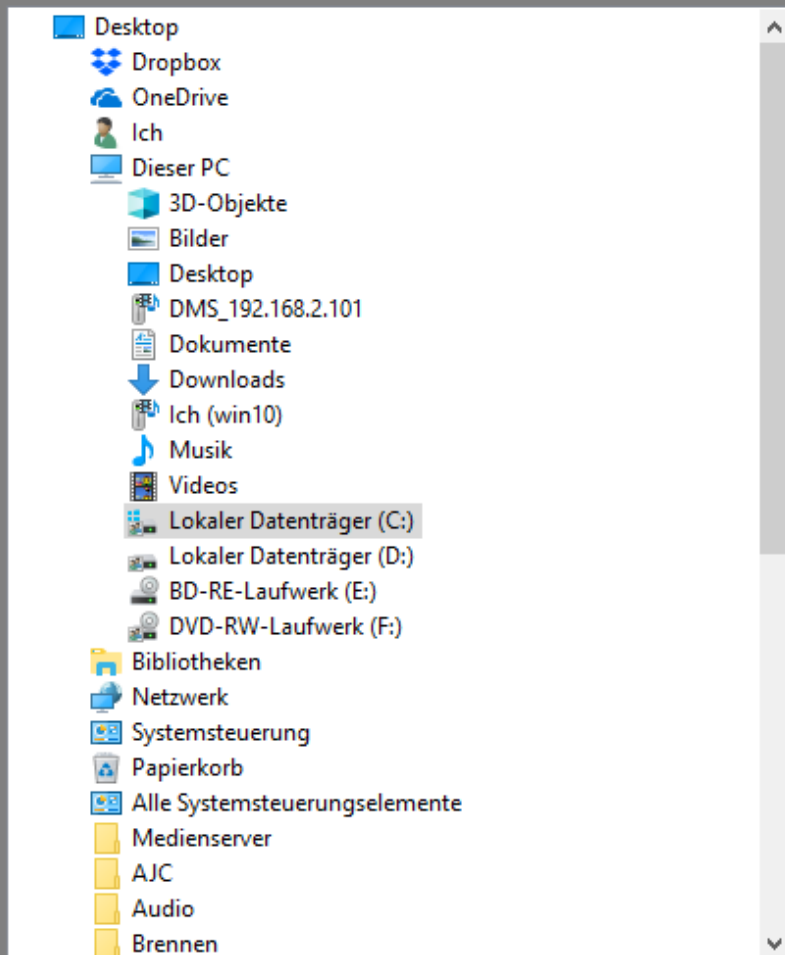 Desktop
Dropbox
OneDrive
Ich
Dieser PC
3D-Objekte
Bilder
Desktop
DMS_192.168.2.101
Dokumente
Downloads
Ich (win10)
Musik
Videos
Lokaler Datenträger (C:)
Lokaler Datenträger (D:)
BD-RE-Laufwerk (E:)
DVD-RW-Laufwerk (F:)
Bibliotheken
Netzwerk
Systemsteuerung
Papierkorb
Alle Systemsteuerungselemente
Medienserver
AJC
Audio
Brennen